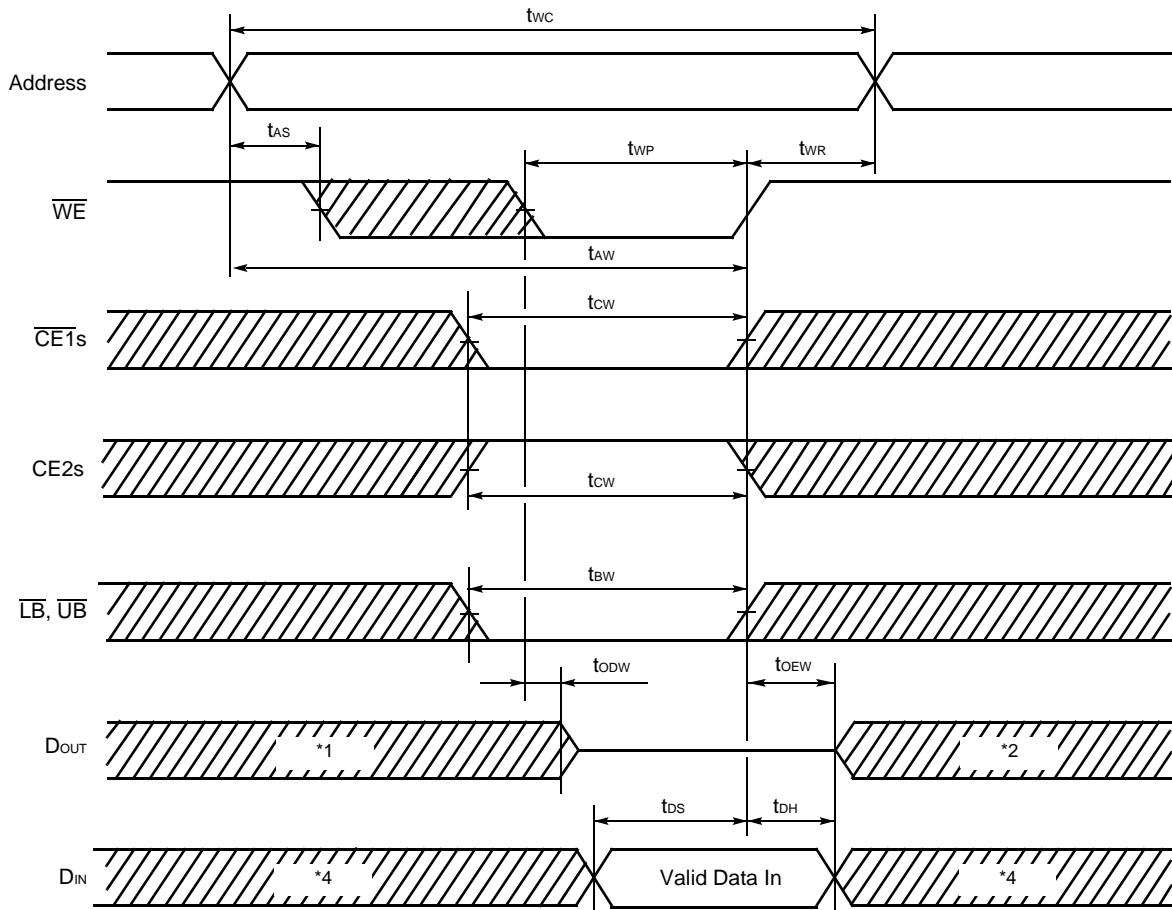 tWC
Address
tAS
tWP
tWR
WE
tAW
tCW
CE1s
CE2s
tCW
tBW
LB, UB
tODW
tOEW
DOUT
*1
*2
tDS
tDH
DIN
*4
Valid Data In
*4